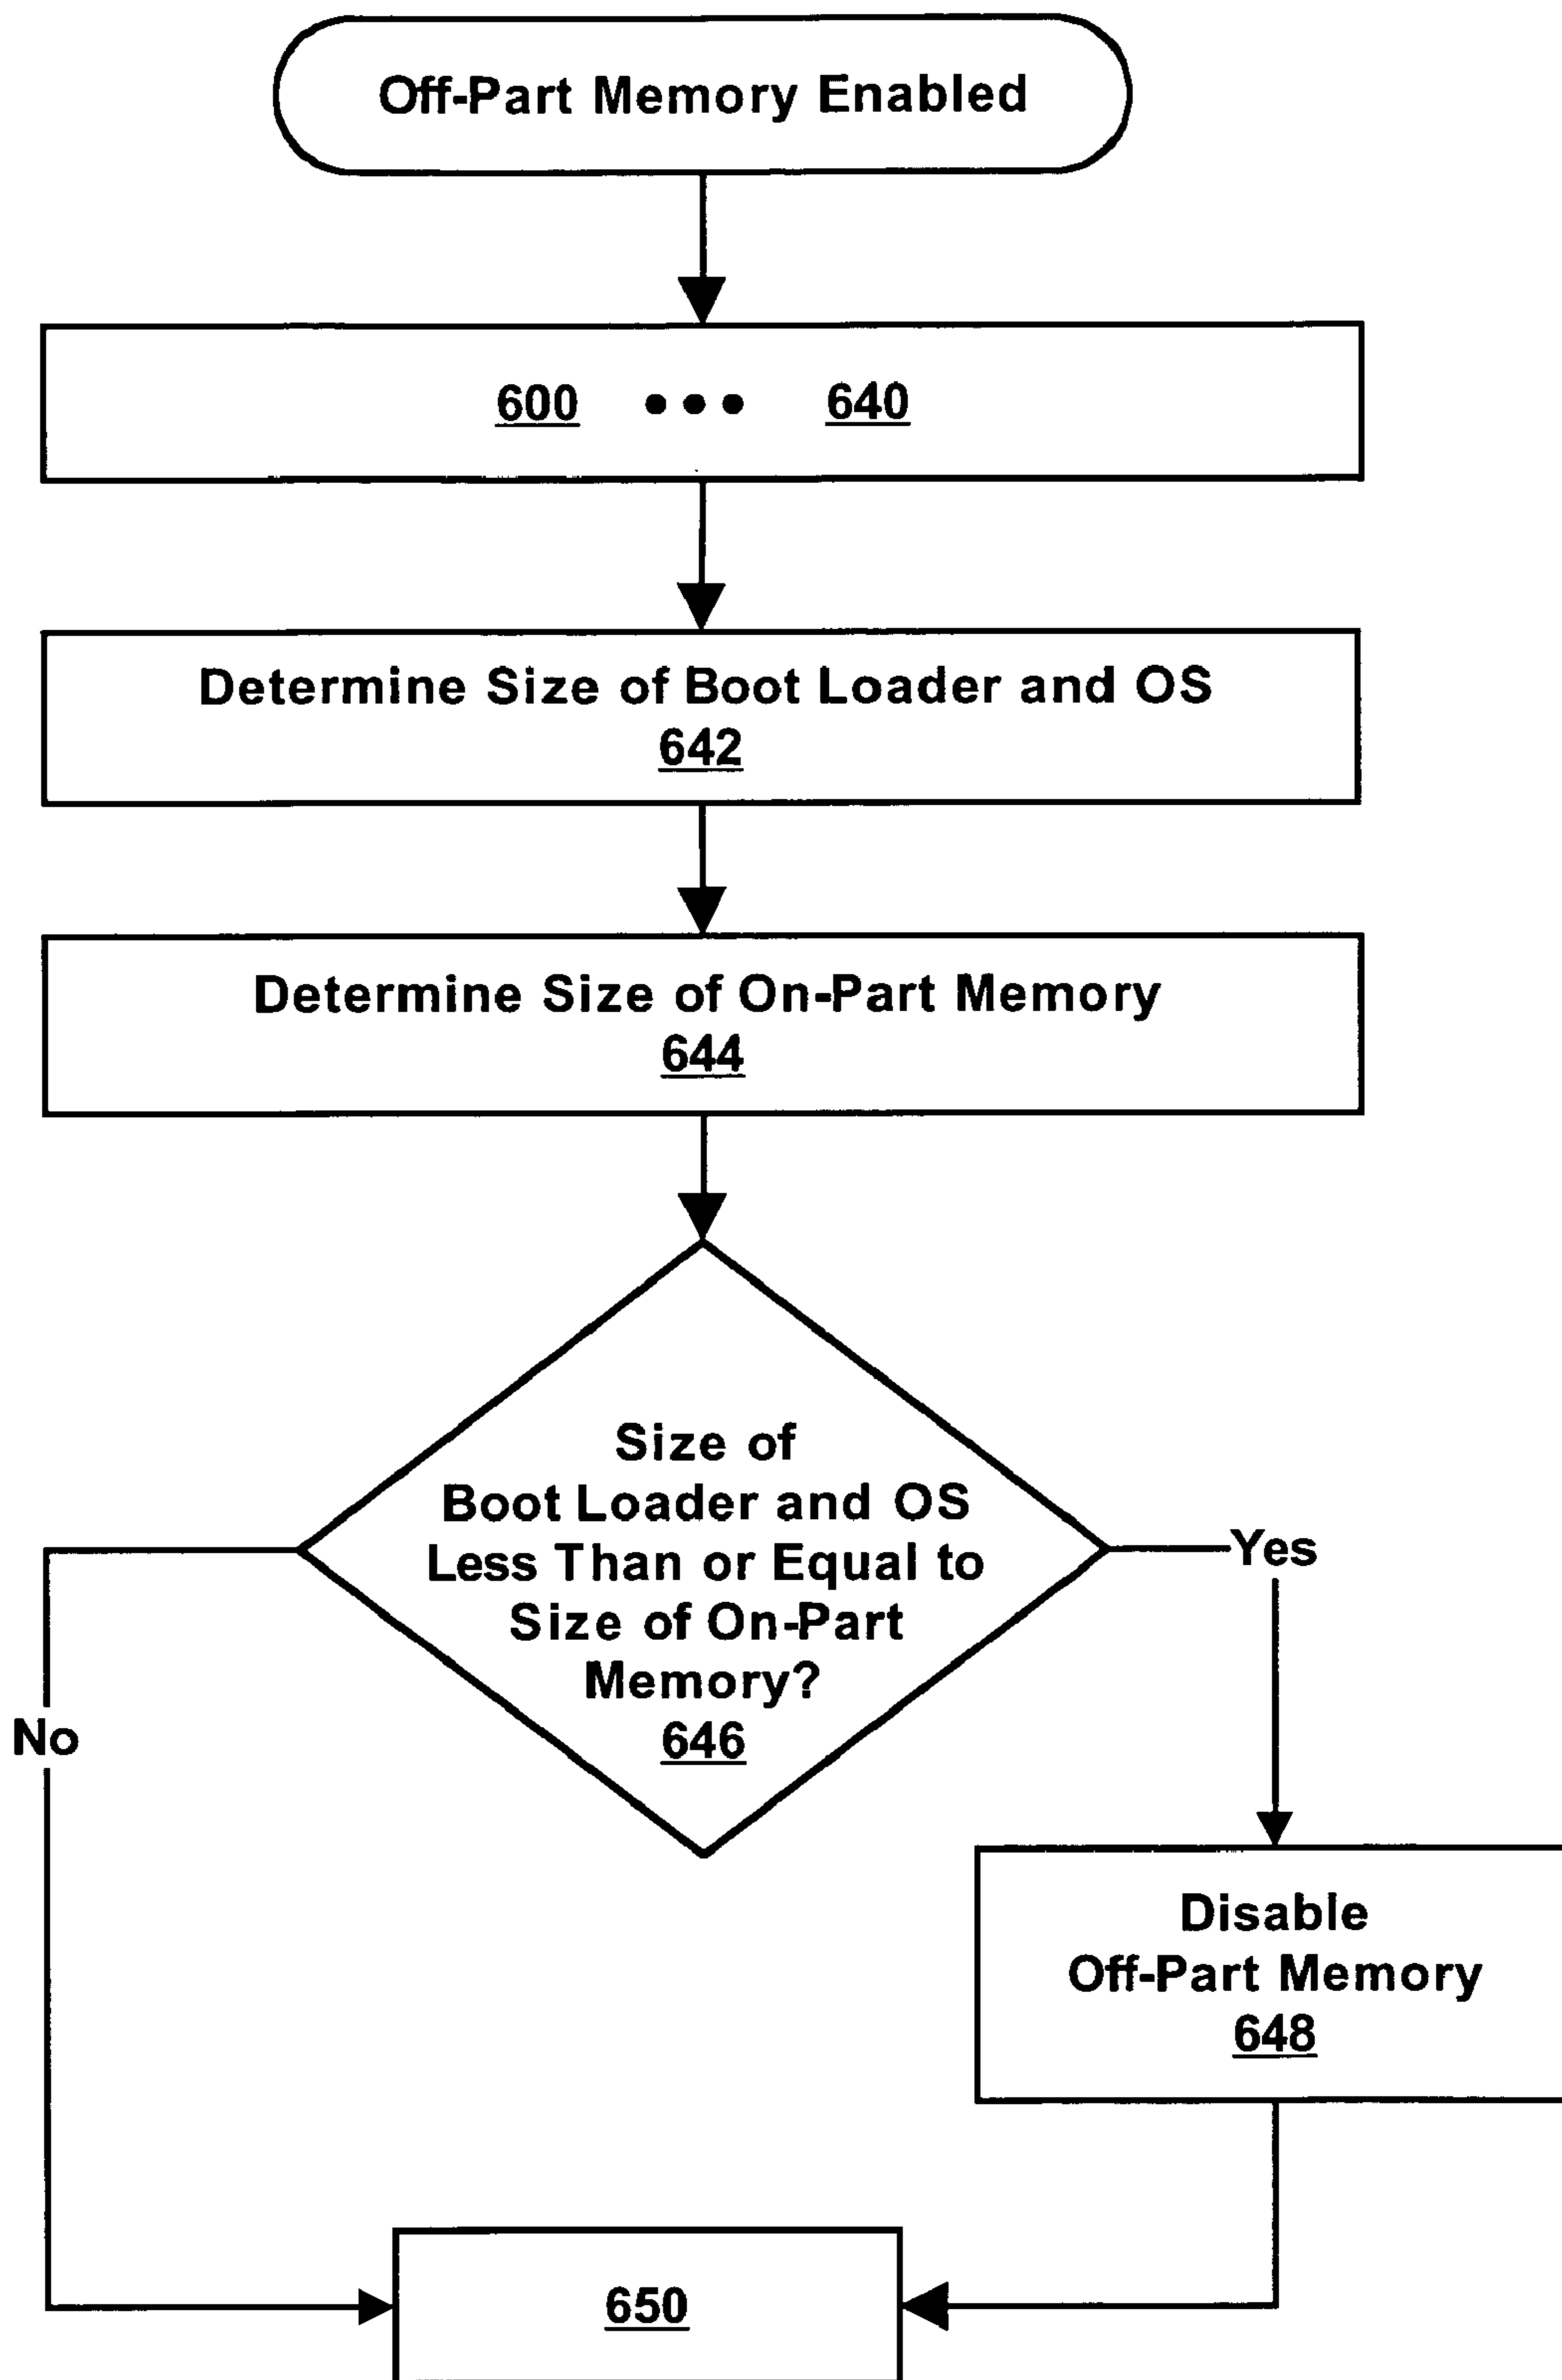 Off-Part Memory Enabled
600 ••• 640
Determine Size of Boot Loader and OS
642
Determine Size of On-Part Memory
644
Size of
Boot Loader and OS
Less Than or Equal to
Size of On-Part
Memory?
646
Yes
No
Disable
Off-Part Memory
648
650